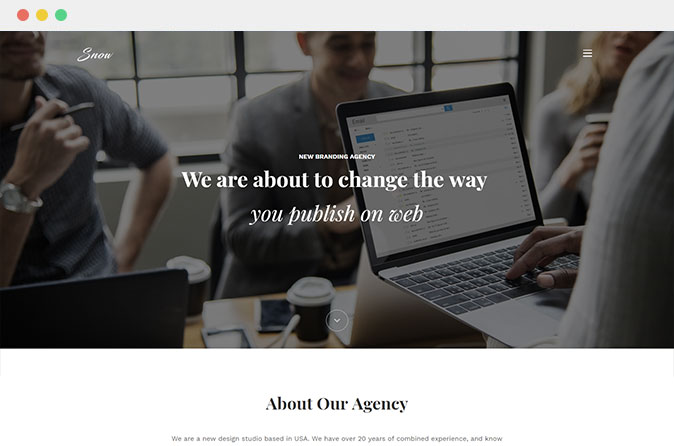 Snow
NEW BRANDING AGENCY
We are about to change the way
you publish on web
Email
About Our Agency
We are a new design studio based in USA. We have over 20 years of combined experience, and know